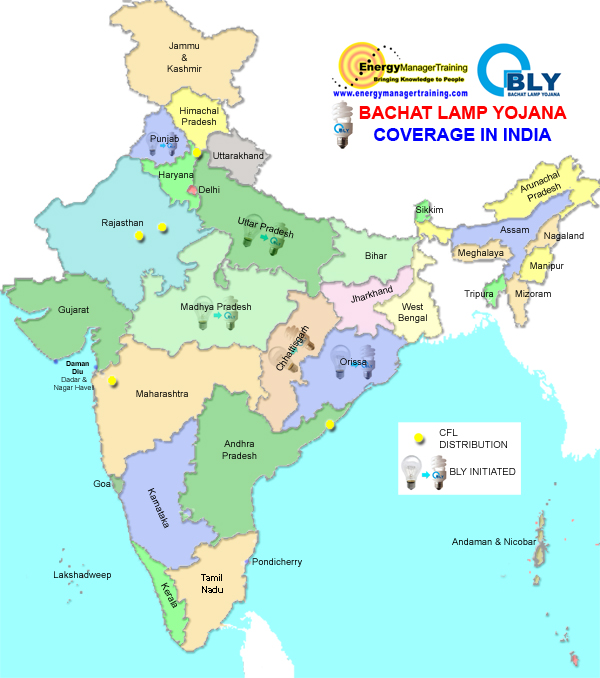 Jammu
&
Kashmir
EnergyManagerTraining
Bringing Knowledge to People
www.energymanagertraining.com
BLY
BACHAT LAMP YOJANA
BACHAT LAMP YOJANA
COVERAGE IN INDIA
Himachal
Pradesh
Punjab
Uttarakhand
Haryana
Delhi
Rajasthan
Uttar Pradesh
Sikkim
Arunachal
Pradesh
Assam
Nagaland
Bihar
Meghalaya
Manipur
Tripura
Mizoram
Gujarat
Madhya Pradesh
Jharkhand
West
Bengal
Chhattisgarh
Orissa
Daman
Diu
Dadar &
Nagar Haveli
Maharashtra
CFL
DISTRIBUTION
BLY INITIATED
Andhra
Pradesh
Goa
Karnataka
Andaman & Nicobar
Pondicherry
Lakshadweep
Kerala
Tamil
Nadu